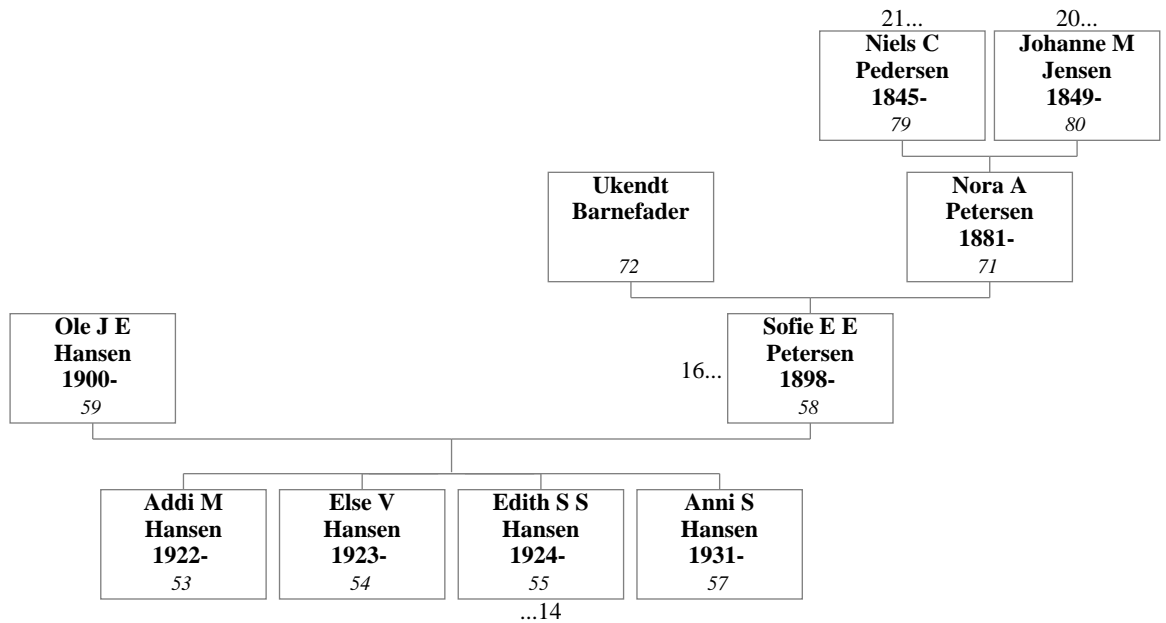 21...
20...
Niels C
Pedersen
1845-
79
Johanne M
Jensen
1849-
80
Ukendt
Barnefader
72
Nora A
Petersen
1881-
71
Ole J E
Hansen
1900-
59
16...
Sofie E E
Petersen
1898-
58
Addi M
Hansen
1922-
53
Else V
Hansen
1923-
54
Edith S S
Hansen
1924-
55
Anni S
Hansen
1931-
57
...14